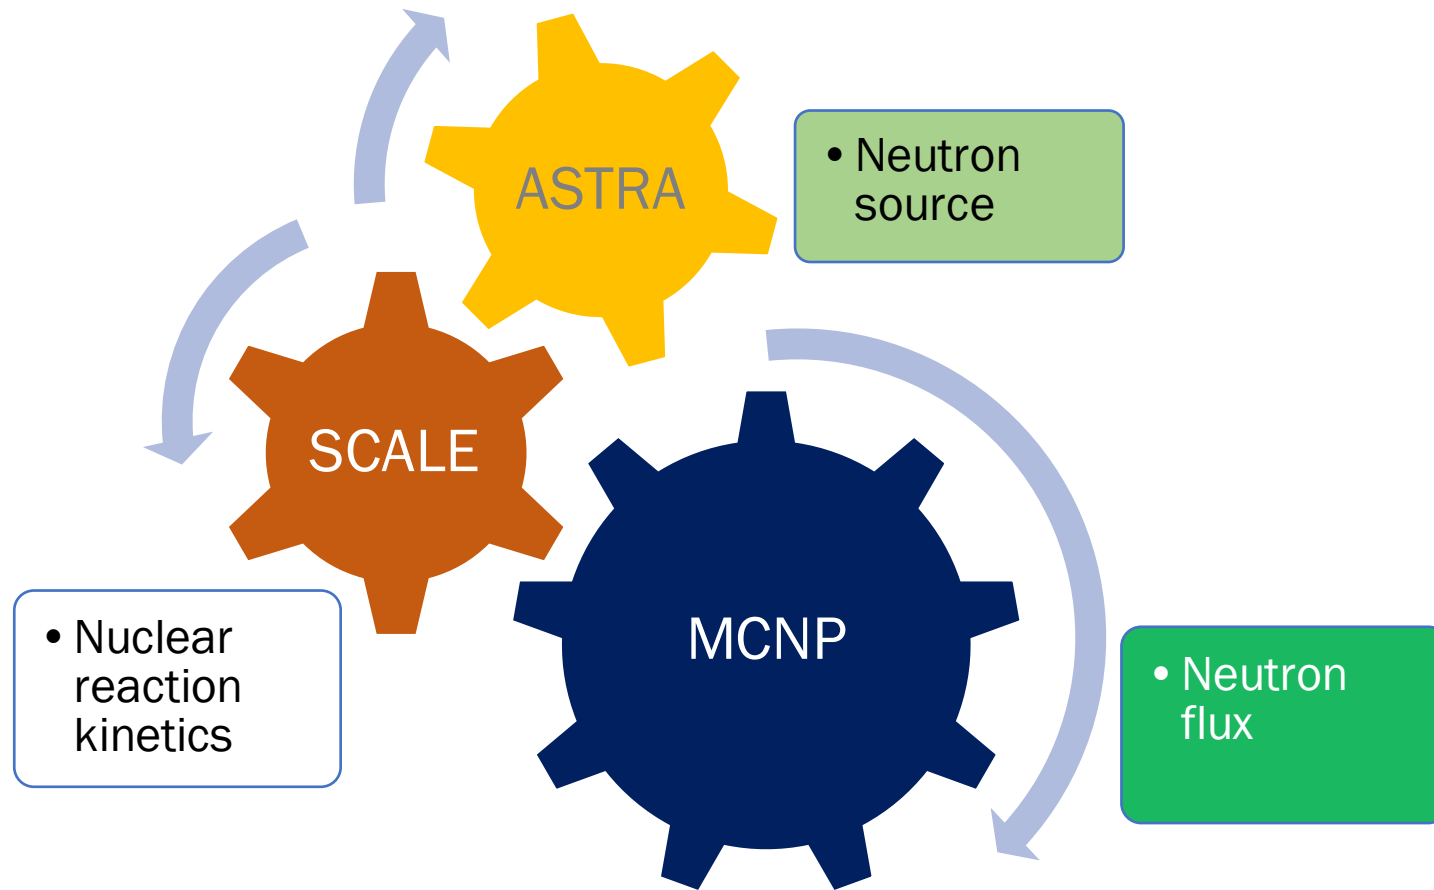 ASTRA
• Neutron
source
SCALE
• Nuclear
reaction
kinetics
MCNP
• Neutron
flux